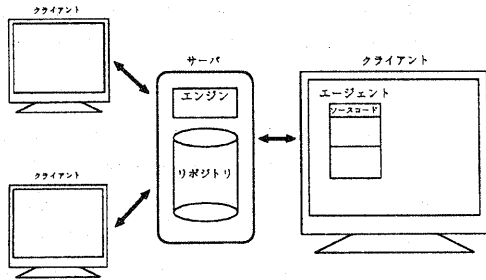 クライアント
サーバ
クライアント
エンジン
エージェント
ソースコード
リポジトリ
クライアント